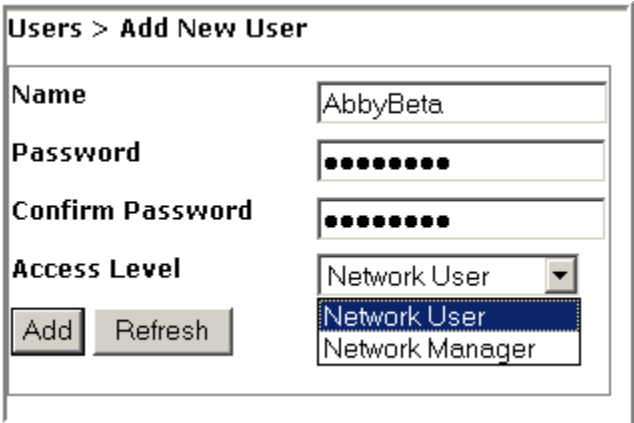 Users > Add New User
Name AbbyBeta
Password ●●●●●●●●
Confirm Password ●●●●●●●●
Access Level Network User
Network User
Add Refresh
Network Manager